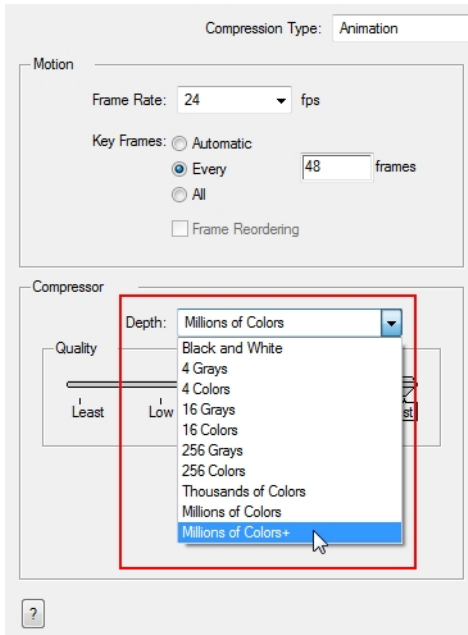 Compression Type: Animation
Motion
Frame Rate: 24 fps
Key Frames: Automatic
Every 48 frames
All
Frame Reordering
Compressor
Depth: Millions of Colors
Quality
Black and White
4 Grays
4 Colors
Least Low 16 Grays
16 Colors
256 Grays
256 Colors
Thousands of Colors
Millions of Colors
Millions of Colors+
?